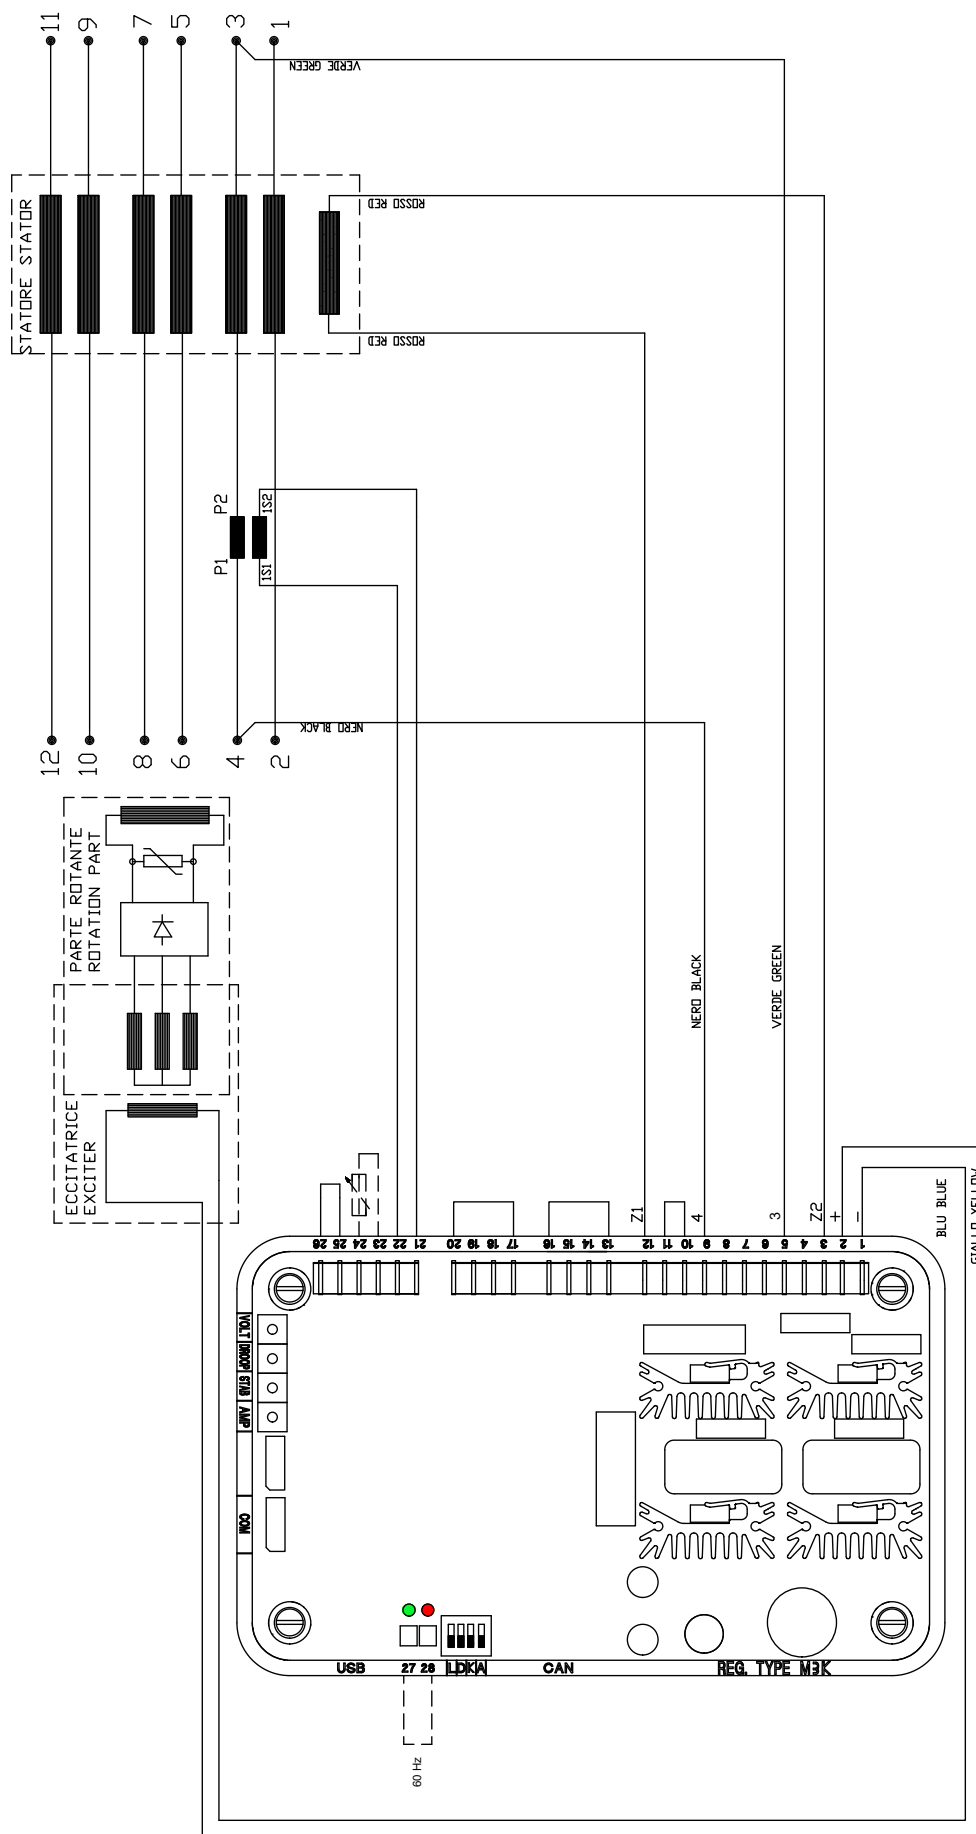 11
9
7
5
3
1
VERDE GREEN
STATORE STATOR
ROSSO RED
ROSSO RED
P1
P2
1S1
1S2
NERO BLACK
12
10
8
6
4
2
PARTE ROTANTE
ROTATION PART
ECCITATRICE
EXCITER
NERO BLACK
VERDE GREEN
Z1
4
3
Z2
+
-
BLU BLUE
GIALLO YELLOW
26
25
24
23
22
21
20
19
18
17
16
15
14
13
12
11
10
9
8
7
6
5
4
3
2
1
VOLT
DROOP
STAB
AMP
COM
USB
27 28
LDKA
CAN
REG. TYPE M3K
60 Hz